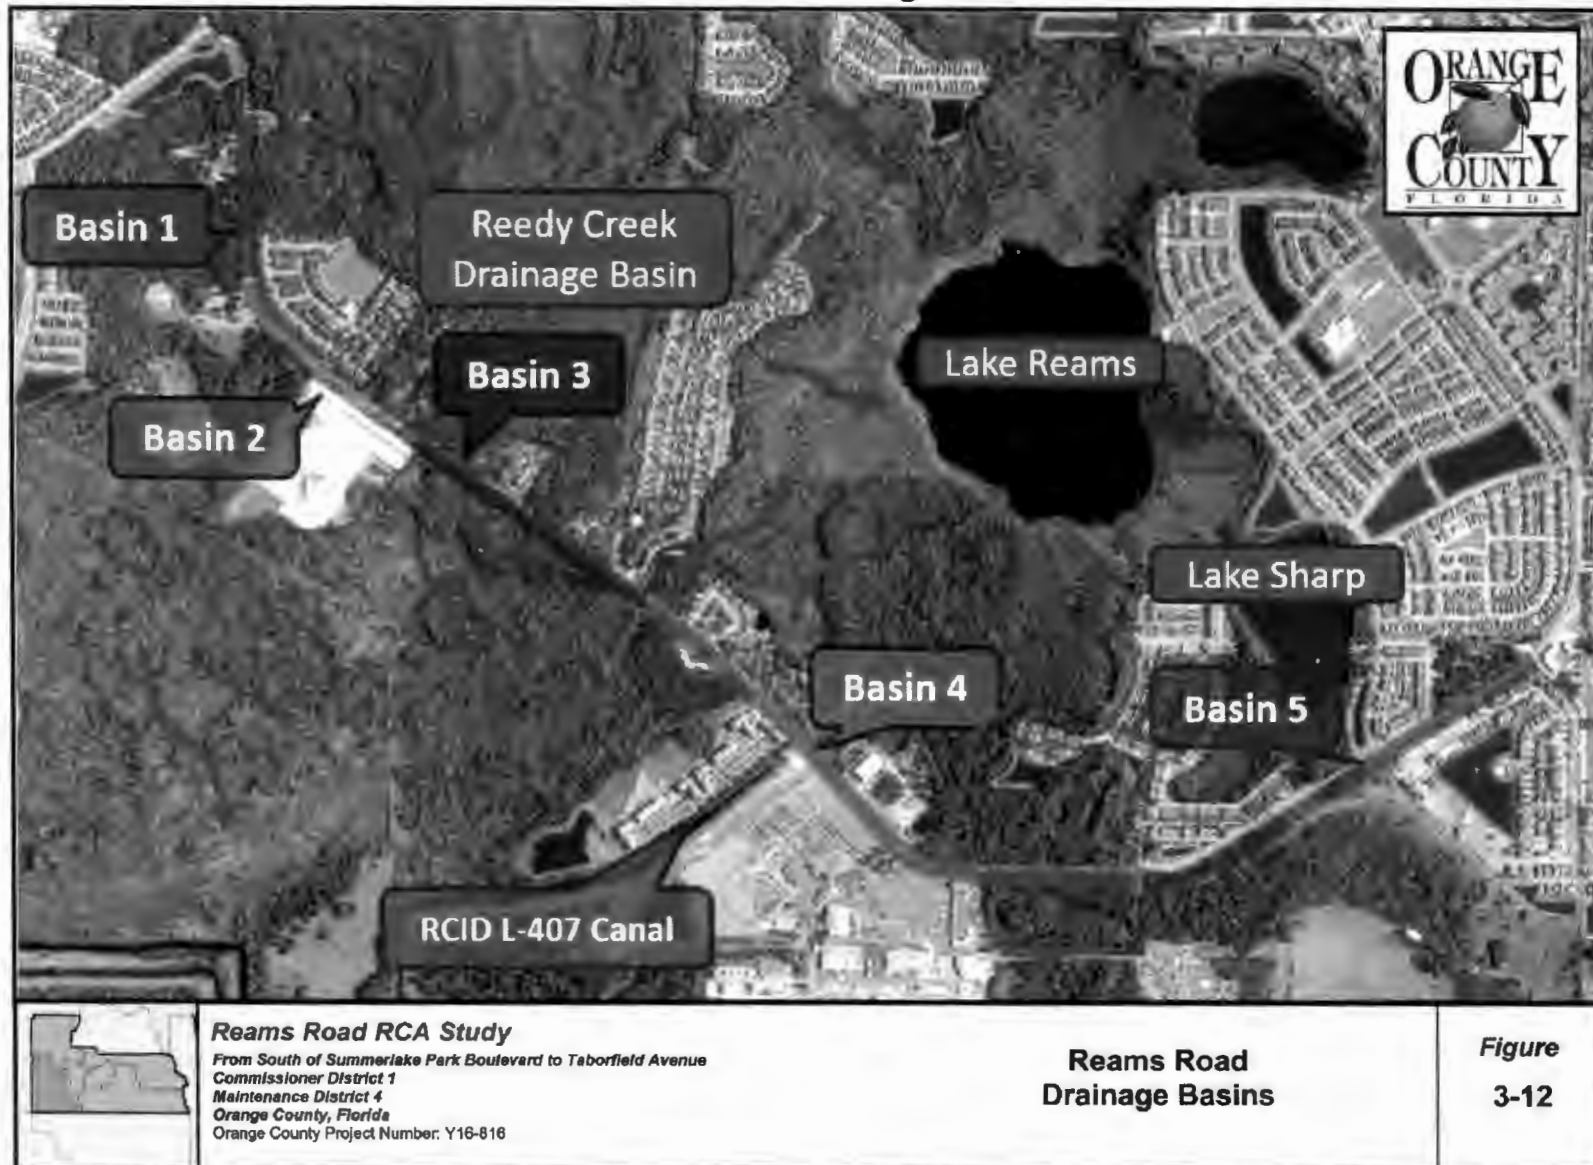 ORANGE
COUNTY
FLORIDA
Basin 1
Reedy Creek
Drainage Basin
Basin 3
Lake Reams
Basin 2
Lake Sharp
Basin 4
Basin 5
RCID L-407 Canal
Reams Road RCA Study
From South of Summerlake Park Boulevard to Taborfield Avenue
Commissioner District 1
Maintenance District 4
Orange County, Florida
Orange County Project Number: Y16-816
Reams Road
Drainage Basins
Figure
3-12